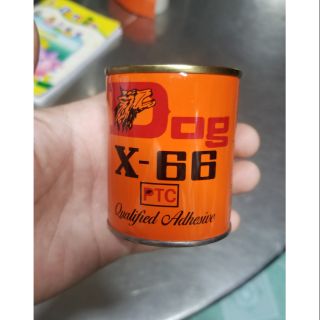 Dog
X-66
PTC
Qualified Adhesive